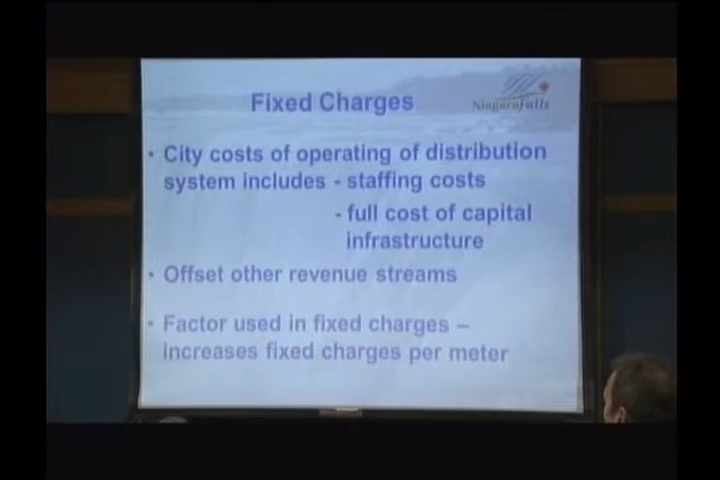 Fixed Charges
Niagara Falls
• City costs of operating of distribution
system includes - staffing costs
- full cost of capital
infrastructure
• Offset other revenue streams
• Factor used in fixed charges –
increases fixed charges per meter